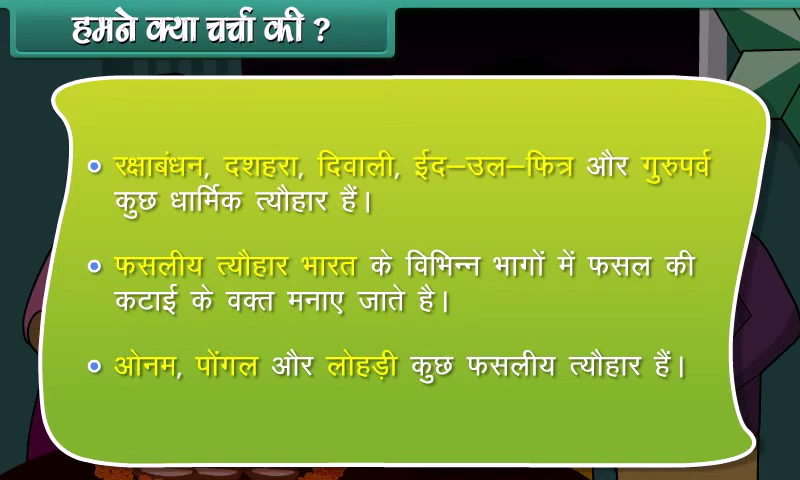 हमने क्या चर्चा की ?
रक्षाबंधन, दशहरा, दिवाली, ईद–उल–फित्र और गुरुपर्व
कुछ धार्मिक त्यौहार हैं।
फसलीय त्यौहार भारत के विभिन्न भागों में फसल की
कटाई के वक्त मनाए जाते है।
ओनम, पोंगल और लोहड़ी कुछ फसलीय त्यौहार हैं।